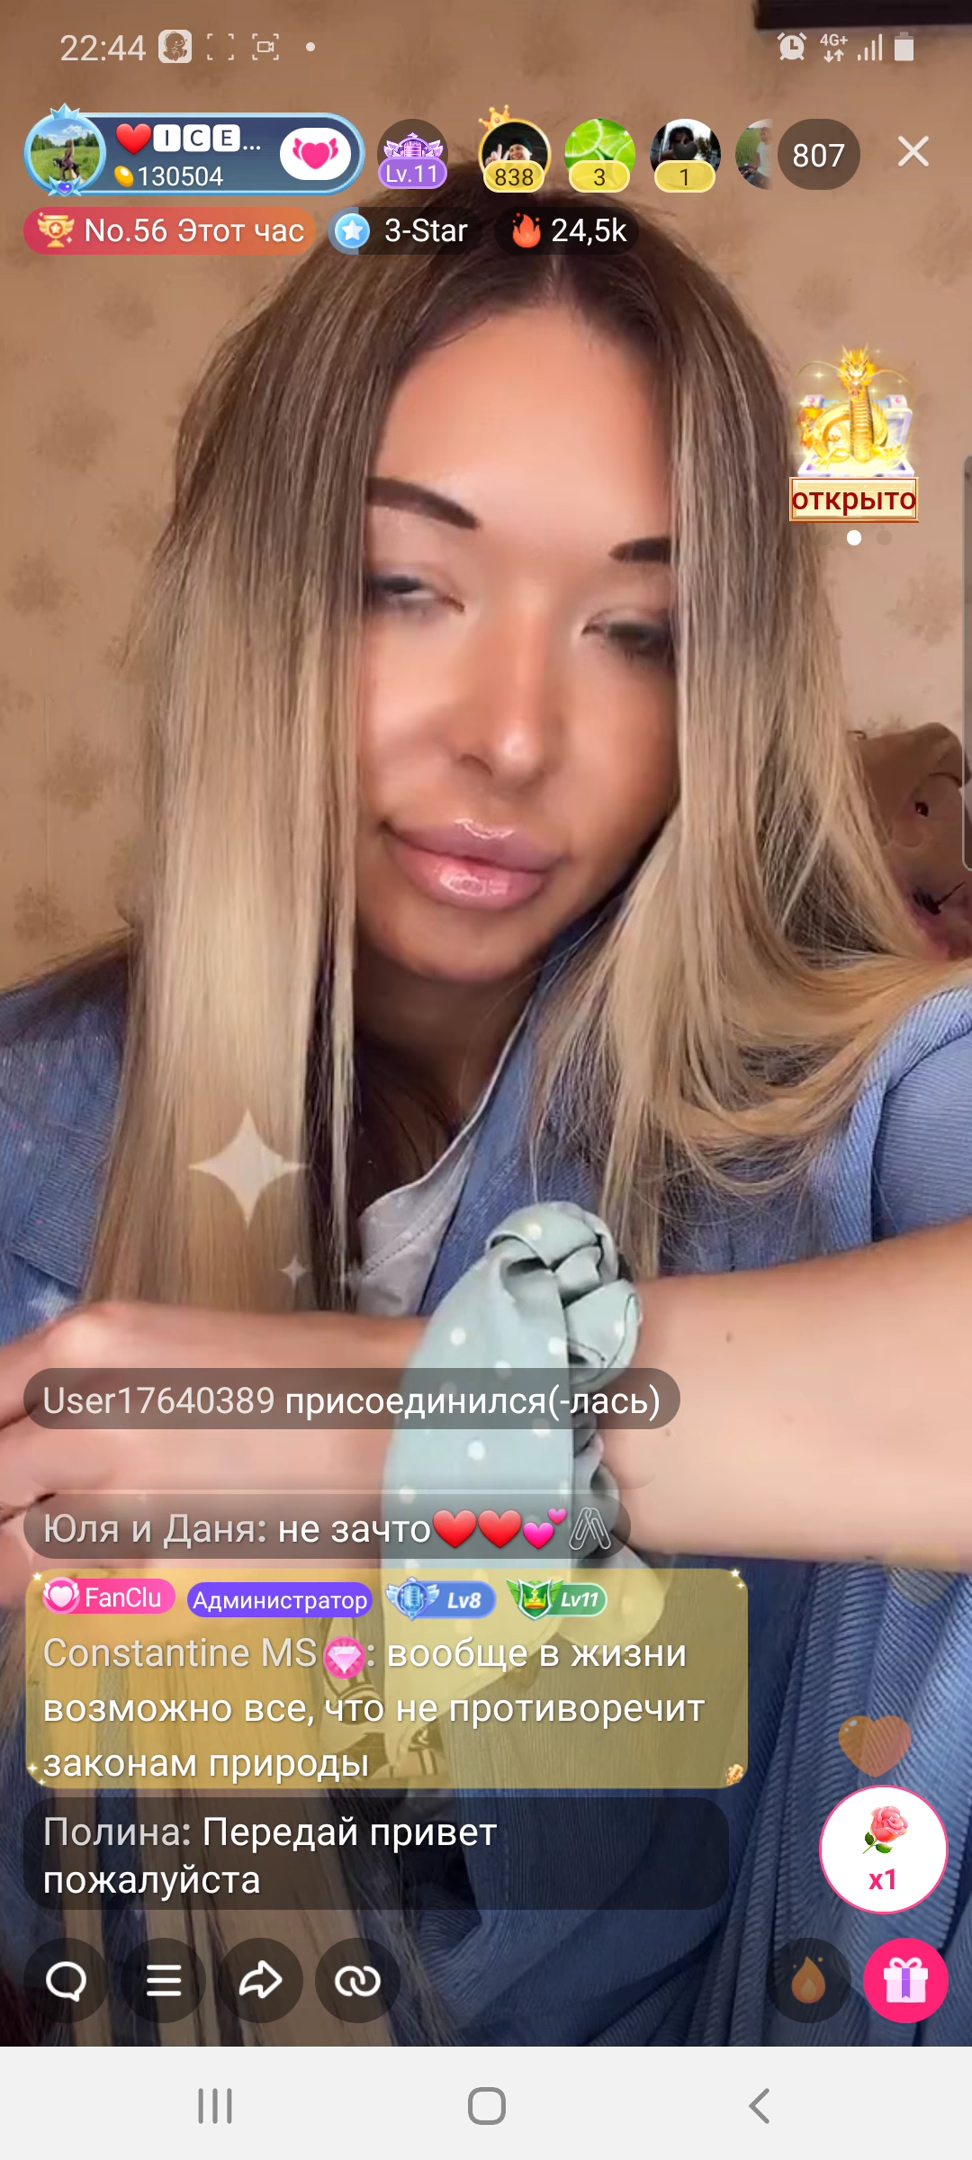 22:44
4G+
❤️ICE...
130504
Lv.11
838
3
1
807
No.56 Этот час
3-Star
24,5k
открыто
User17640389 присоединился(-лась)
Юля и Даня: не зачто❤️❤️💕🖇
FanClu Администратор Lv8 Lv11
Constantine MS: вообще в жизни
возможно все, что не противоречит
законам природы
Полина: Передай привет
пожалуйста
x1